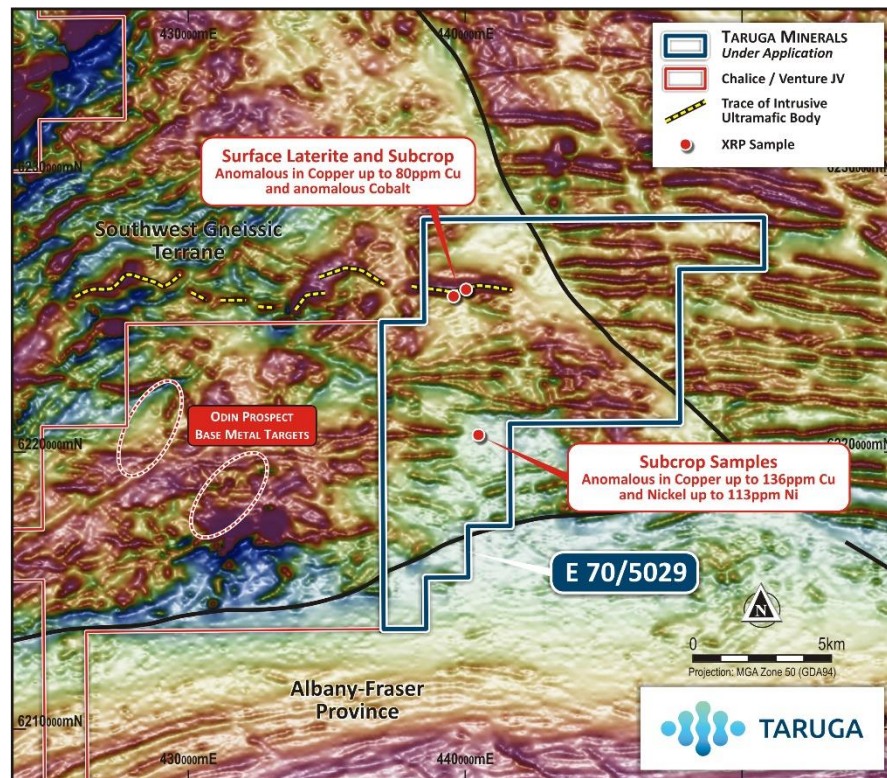 430000mE
440000mE
TARUGA MINERALS
Under Application
Chalice / Venture JV
Trace of Intrusive
Ultramafic Body
XRP Sample
6230000mN
6230000mN
Surface Laterite and Subcrop
Anomalous in Copper up to 80ppm Cu
and anomalous Cobalt
Southwest Gneissic
Terrane
ODIN PROSPECT
BASE METAL TARGETS
6220000mN
6220000mN
Subcrop Samples
Anomalous in Copper up to 136ppm Cu
and Nickel up to 113ppm Ni
E 70/5029
N
0
5km
Projection: MGA Zone 50 (GDA94)
Albany-Fraser
Province
6210000mN
TARUGA
430000mE
440000mE